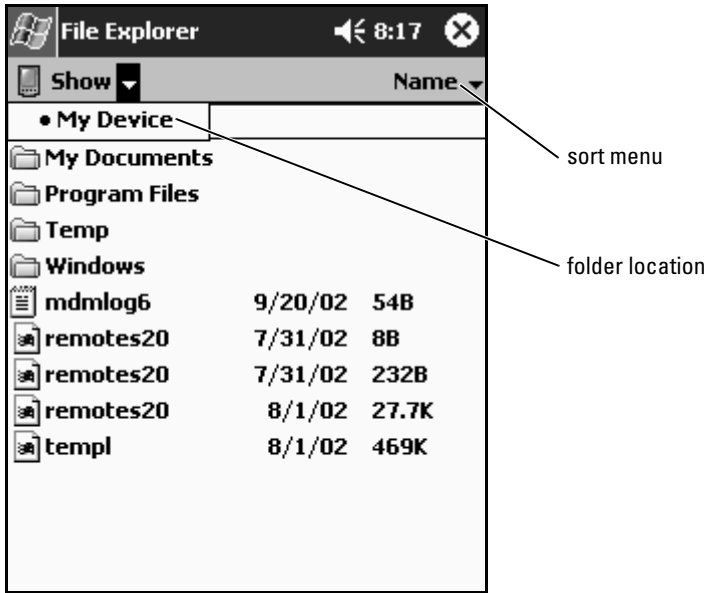 File Explorer 8:17
Show Name
• My Device
sort menu
My Documents
Program Files
Temp
Windows
folder location
mdmlog6 9/20/02 54B
remotes20 7/31/02 8B
remotes20 7/31/02 232B
remotes20 8/1/02 27.7K
templ 8/1/02 469K